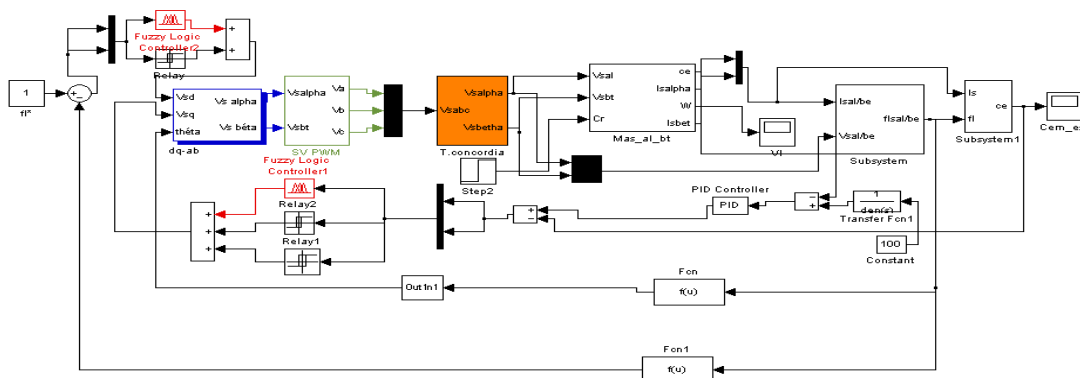 Fuzzy Logic
Controller2
Relay
1
fl*
+
-
+
+
Vsd
Vsq
théta
Vs alpha
Vs béta
dq-ab
Vsalpha
Vsbt
Va
Vb
Vc
SV PWM
Vsabc
Vsalpha
Vsbetha
T.concordia
Step2
Vsal
Vsbt
Cr
ce
Isalpha
W
Isbet
Mas_al_bt
VI
Isal/be
Vsal/be
flsal/be
Subsystem
Is
fl
ce
Subsystem1
Cem_es
Fuzzy Logic
Controller1
Relay2
Relay1
+
+
+
+
−
PID Controller
PID
−
+
1
den(s)
Transfer Fcn1
100
Constant
Out1In1
Fcn
f(u)
Fcn1
f(u)